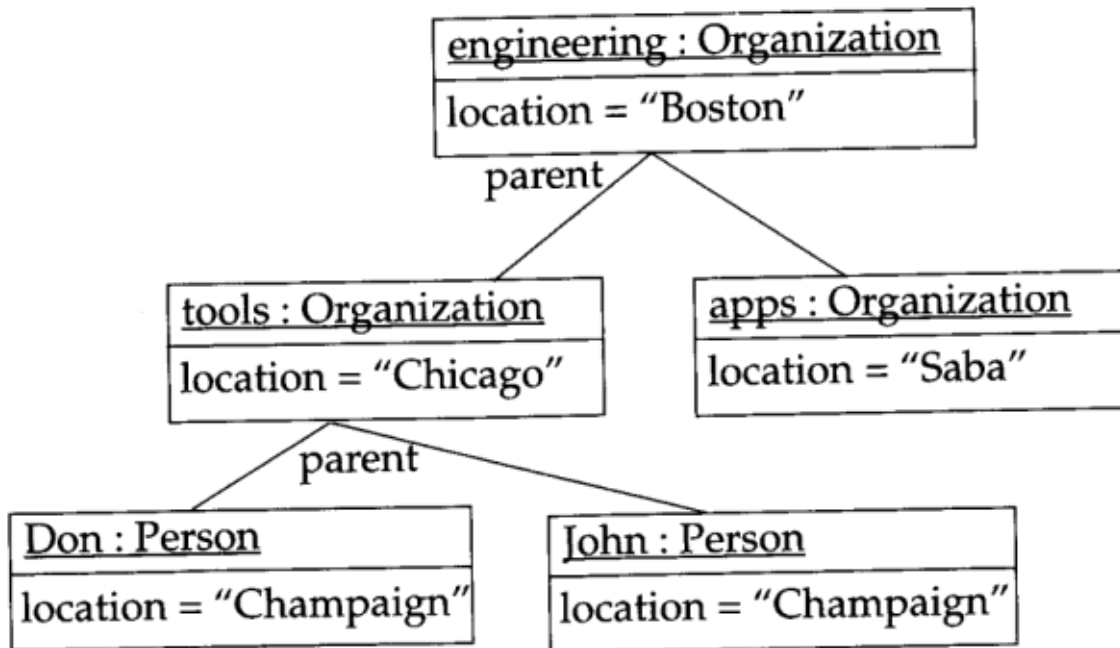 engineering : Organization
location = “Boston”
parent
tools : Organization
location = “Chicago”
apps : Organization
location = “Saba”
parent
Don : Person
location = “Champaign”
John : Person
location = “Champaign”